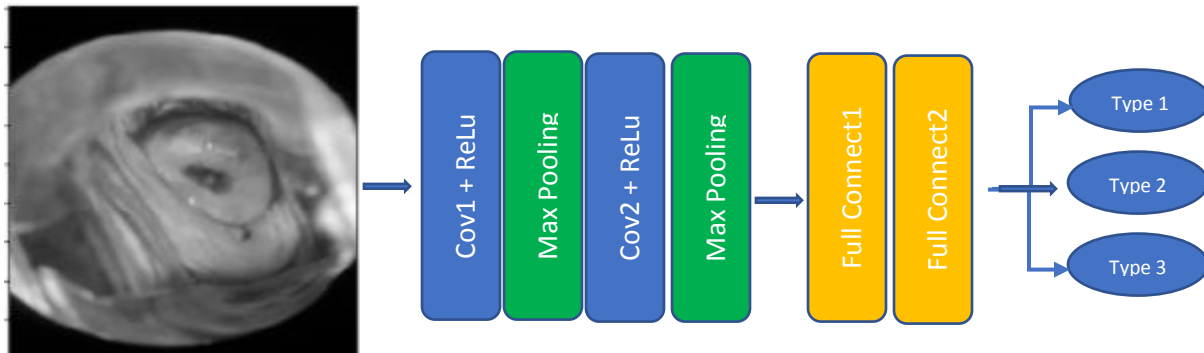 Cov1 + ReLu
Max Pooling
Cov2 + ReLu
Max Pooling
Full Connect1
Full Connect2
Type 1
Type 2
Type 3